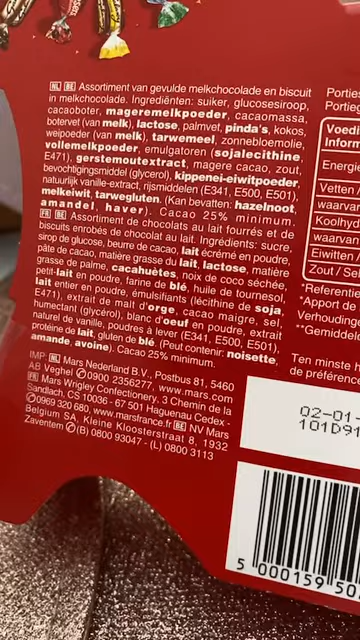 NL BE Assortiment van gevulde melkchocolade en biscuit
in melkchocolade. Ingrediënten: suiker, glucosesiroop,
cacaoboter, mageremelkpoeder, cacaomassa,
botervet (van melk), lactose, palmvet, pinda's, kokos,
weipoeder (van melk), tarwemeel, zonnebloemolie,
vollemelkpoeder, emulgatoren (sojalecithine,
E471), gerstemoutextract, magere cacao, zout,
bevochtigingsmiddel (glycerol), kippenei-eiwitpoeder,
natuurlijk vanille-extract, rijsmiddelen (E341, E500, E501),
melkeiwit, tarwegluten. (Kan bevatten: hazelnoot,
amandel, haver). Cacao 25% minimum.
FR BE Assortiment de chocolats au lait fourrés et de
biscuits enrobés de chocolat au lait. Ingrédients: sucre,
sirop de glucose, beurre de cacao, lait écrémé en poudre,
pâte de cacao, matière grasse du lait, lactose, matière
grasse de palme, cacahuètes, noix de coco séchée,
petit-lait en poudre, farine de blé, huile de tournesol,
lait entier en poudre, émulsifiants (lécithine de soja,
E471), extrait de malt d'orge, cacao maigre, sel,
humectant (glycérol), blanc d'oeuf en poudre, extrait
naturel de vanille, poudres à lever (E341, E500, E501),
protéine de lait, gluten de blé. (Peut contenir: noisette,
amande, avoine). Cacao 25% minimum.
IMP NL Mars Nederland B.V., Postbus 81, 5460
AB Veghel 0900 2356277, www.mars.com
FR Mars Wrigley Confectionery, 3 Chemin de la
Sandlach, CS 10036 - 67 501 Haguenau Cedex -
0969 320 680, www.marsfrance.fr BE NV Mars
Belgium SA, Kleine Kloosterstraat 8, 1932
Zaventem (B) 0800 93047 - (L) 0800 3113
Porties
Portie
Voed
Inform
Energie
Vetten
waarvar
Koolhyd
waarvar
Eiwitten
Zout / Sel
*Referentie
*Apport de
Verhouding
**Gemiddel
Ten minste h
de préférence
02-01-
101D91
5 000159 50